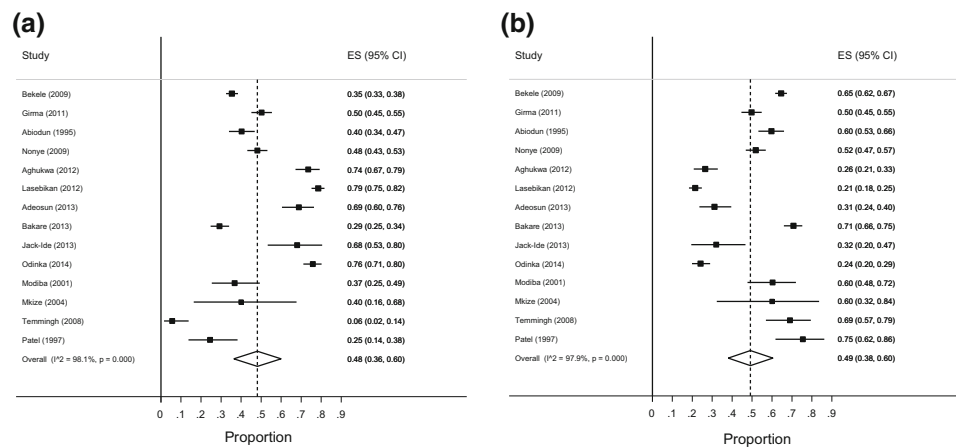 (a)
Study ES (95% CI)
Bekele (2009) 0.35 (0.33, 0.38)
Girma (2011) 0.50 (0.45, 0.55)
Abiodun (1995) 0.40 (0.34, 0.47)
Nonye (2009) 0.48 (0.43, 0.53)
Aghukwa (2012) 0.74 (0.67, 0.79)
Lasebikan (2012) 0.79 (0.75, 0.82)
Adeosun (2013) 0.69 (0.60, 0.76)
Bakare (2013) 0.29 (0.25, 0.34)
Jack-Ide (2013) 0.68 (0.53, 0.80)
Odinka (2014) 0.76 (0.71, 0.80)
Modiba (2001) 0.37 (0.25, 0.49)
Mkize (2004) 0.40 (0.16, 0.68)
Temmingh (2008) 0.06 (0.02, 0.14)
Patel (1997) 0.25 (0.14, 0.38)
Overall (I^2 = 98.1%, p = 0.000) 0.48 (0.36, 0.60)
0 .1 .2 .3 .4 .5 .6 .7 .8 .9
Proportion
(b)
Study ES (95% CI)
Bekele (2009) 0.65 (0.62, 0.67)
Girma (2011) 0.50 (0.45, 0.55)
Abiodun (1995) 0.60 (0.53, 0.66)
Nonye (2009) 0.52 (0.47, 0.57)
Aghukwa (2012) 0.26 (0.21, 0.33)
Lasebikan (2012) 0.21 (0.18, 0.25)
Adeosun (2013) 0.31 (0.24, 0.40)
Bakare (2013) 0.71 (0.66, 0.75)
Jack-Ide (2013) 0.32 (0.20, 0.47)
Odinka (2014) 0.24 (0.20, 0.29)
Modiba (2001) 0.60 (0.48, 0.72)
Mkize (2004) 0.60 (0.32, 0.84)
Temmingh (2008) 0.69 (0.57, 0.79)
Patel (1997) 0.75 (0.62, 0.86)
Overall (I^2 = 97.9%, p = 0.000) 0.49 (0.38, 0.60)
0 .1 .2 .3 .4 .5 .6 .7 .8 .9
Proportion